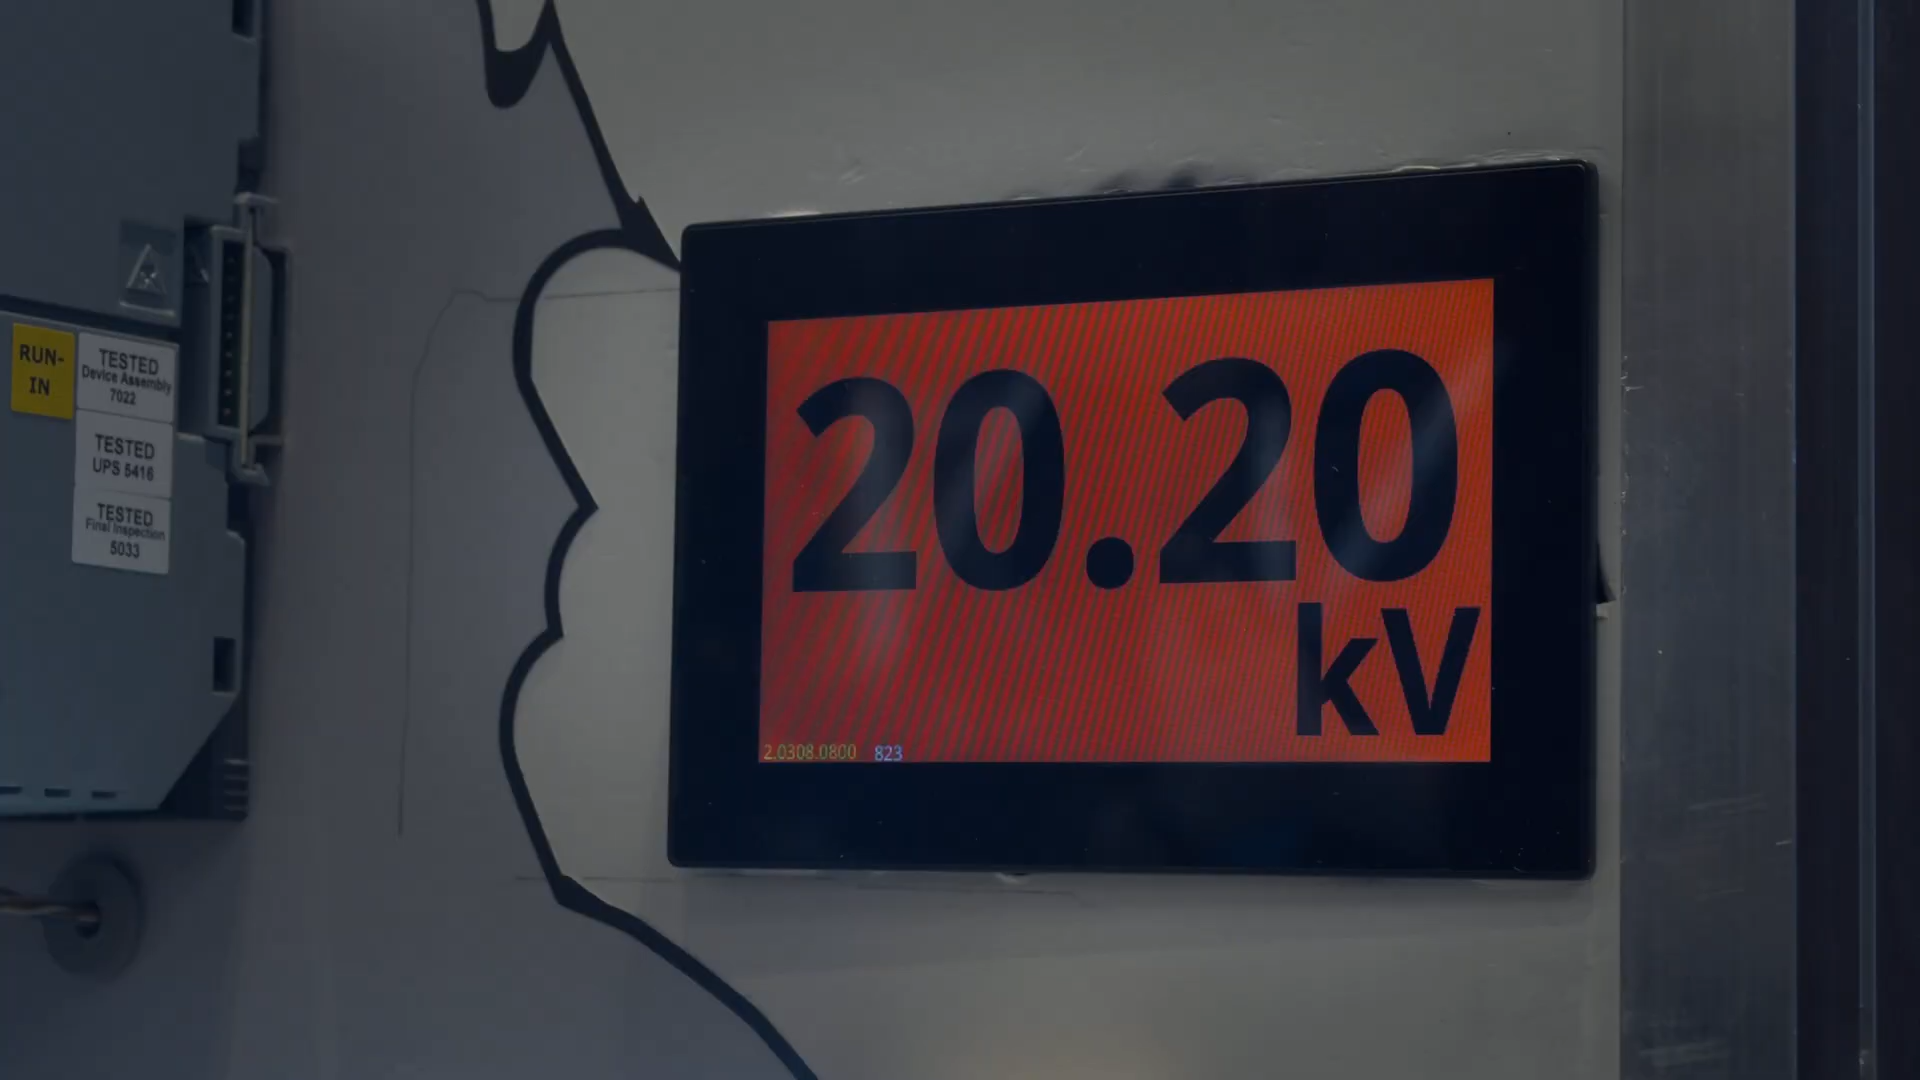 RUN-
IN
TESTED
Device Assembly
7022
TESTED
UPS 5416
TESTED
Final Inspection
5033
20.20
kV
2.0308.0800 823